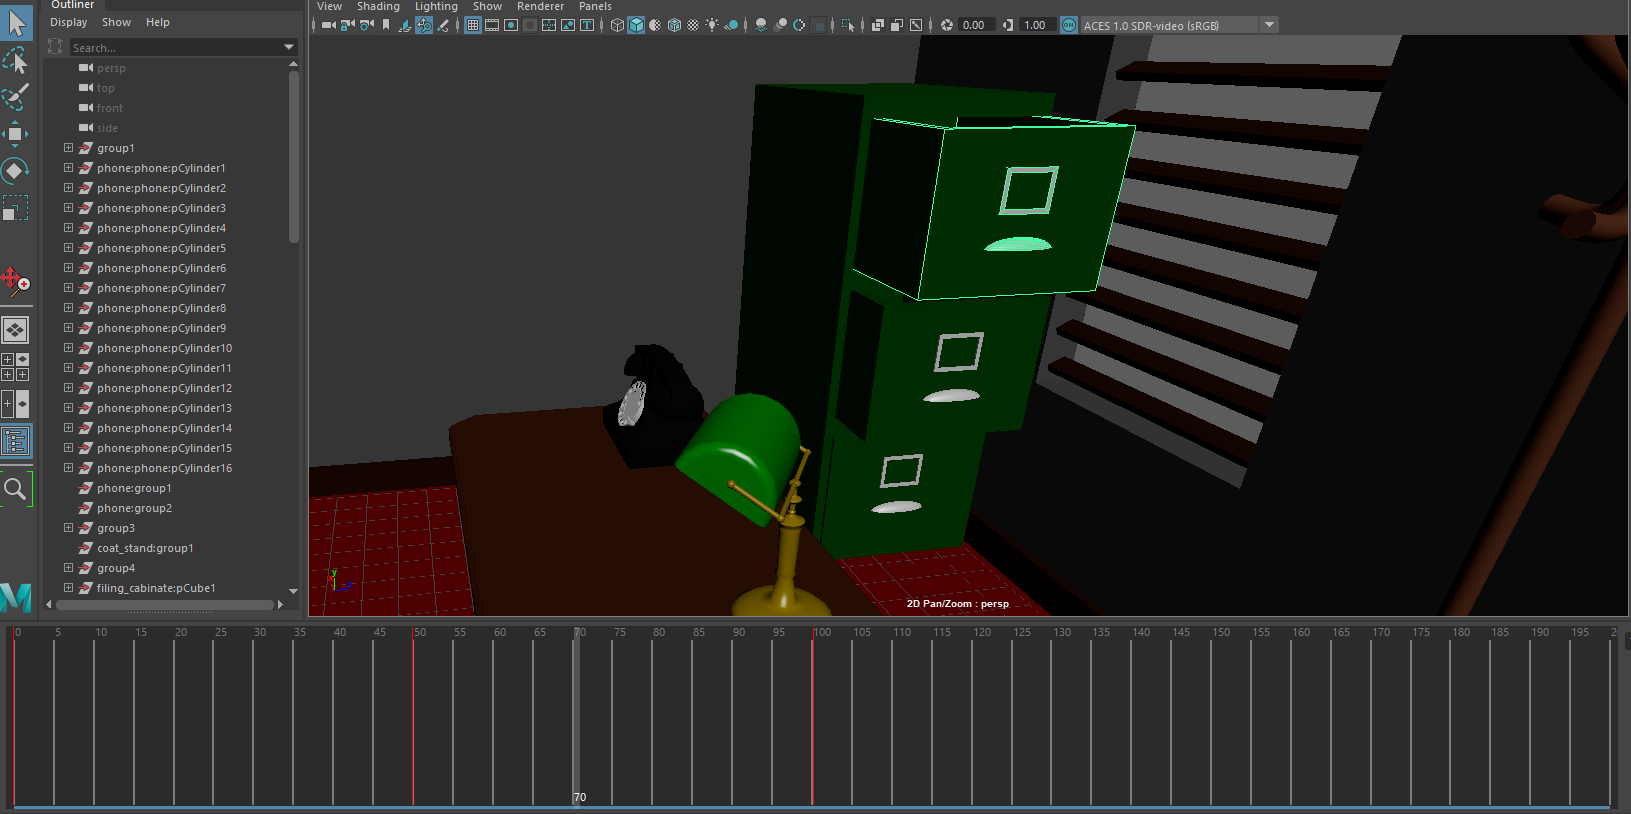 Outliner
Display Show Help
Search...
persp
top
front
side
group1
phone:phone:pCylinder1
phone:phone:pCylinder2
phone:phone:pCylinder3
phone:phone:pCylinder4
phone:phone:pCylinder5
phone:phone:pCylinder6
phone:phone:pCylinder7
phone:phone:pCylinder8
phone:phone:pCylinder9
phone:phone:pCylinder10
phone:phone:pCylinder11
phone:phone:pCylinder12
phone:phone:pCylinder13
phone:phone:pCylinder14
phone:phone:pCylinder15
phone:phone:pCylinder16
phone:group1
phone:group2
group3
coat_stand:group1
group4
filing_cabinate:pCube1
View Shading Lighting Show Renderer Panels
0.00 1.00 ON ACES 1.0 SDR-video (sRGB)
y
2D Pan/Zoom : persp
0 5 10 15 20 25 30 35 40 45 50 55 60 65 70 75 80 85 90 95 100 105 110 115 120 125 130 135 140 145 150 155 160 165 170 175 180 185 190 195
70